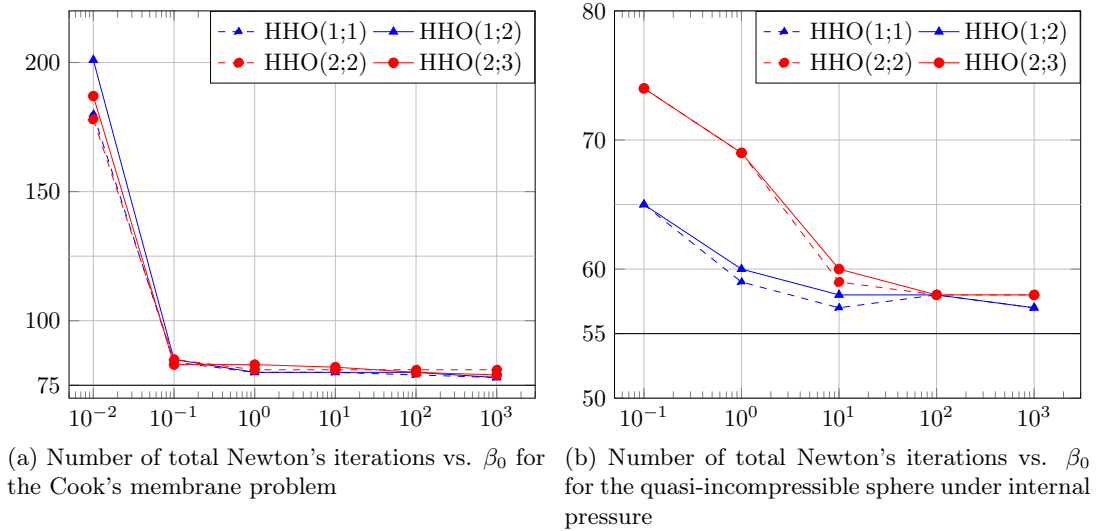 HHO(1;1) HHO(1;2)
HHO(2;2) HHO(2;3)
200
150
100
75
10^{-2} 10^{-1} 10^{0} 10^{1} 10^{2} 10^{3}
(a) Number of total Newton's iterations vs. β_0 for
the Cook's membrane problem
HHO(1;1) HHO(1;2)
HHO(2;2) HHO(2;3)
80
70
60
55
50
10^{-1} 10^{0} 10^{1} 10^{2} 10^{3}
(b) Number of total Newton's iterations vs. β_0
for the quasi-incompressible sphere under internal
pressure